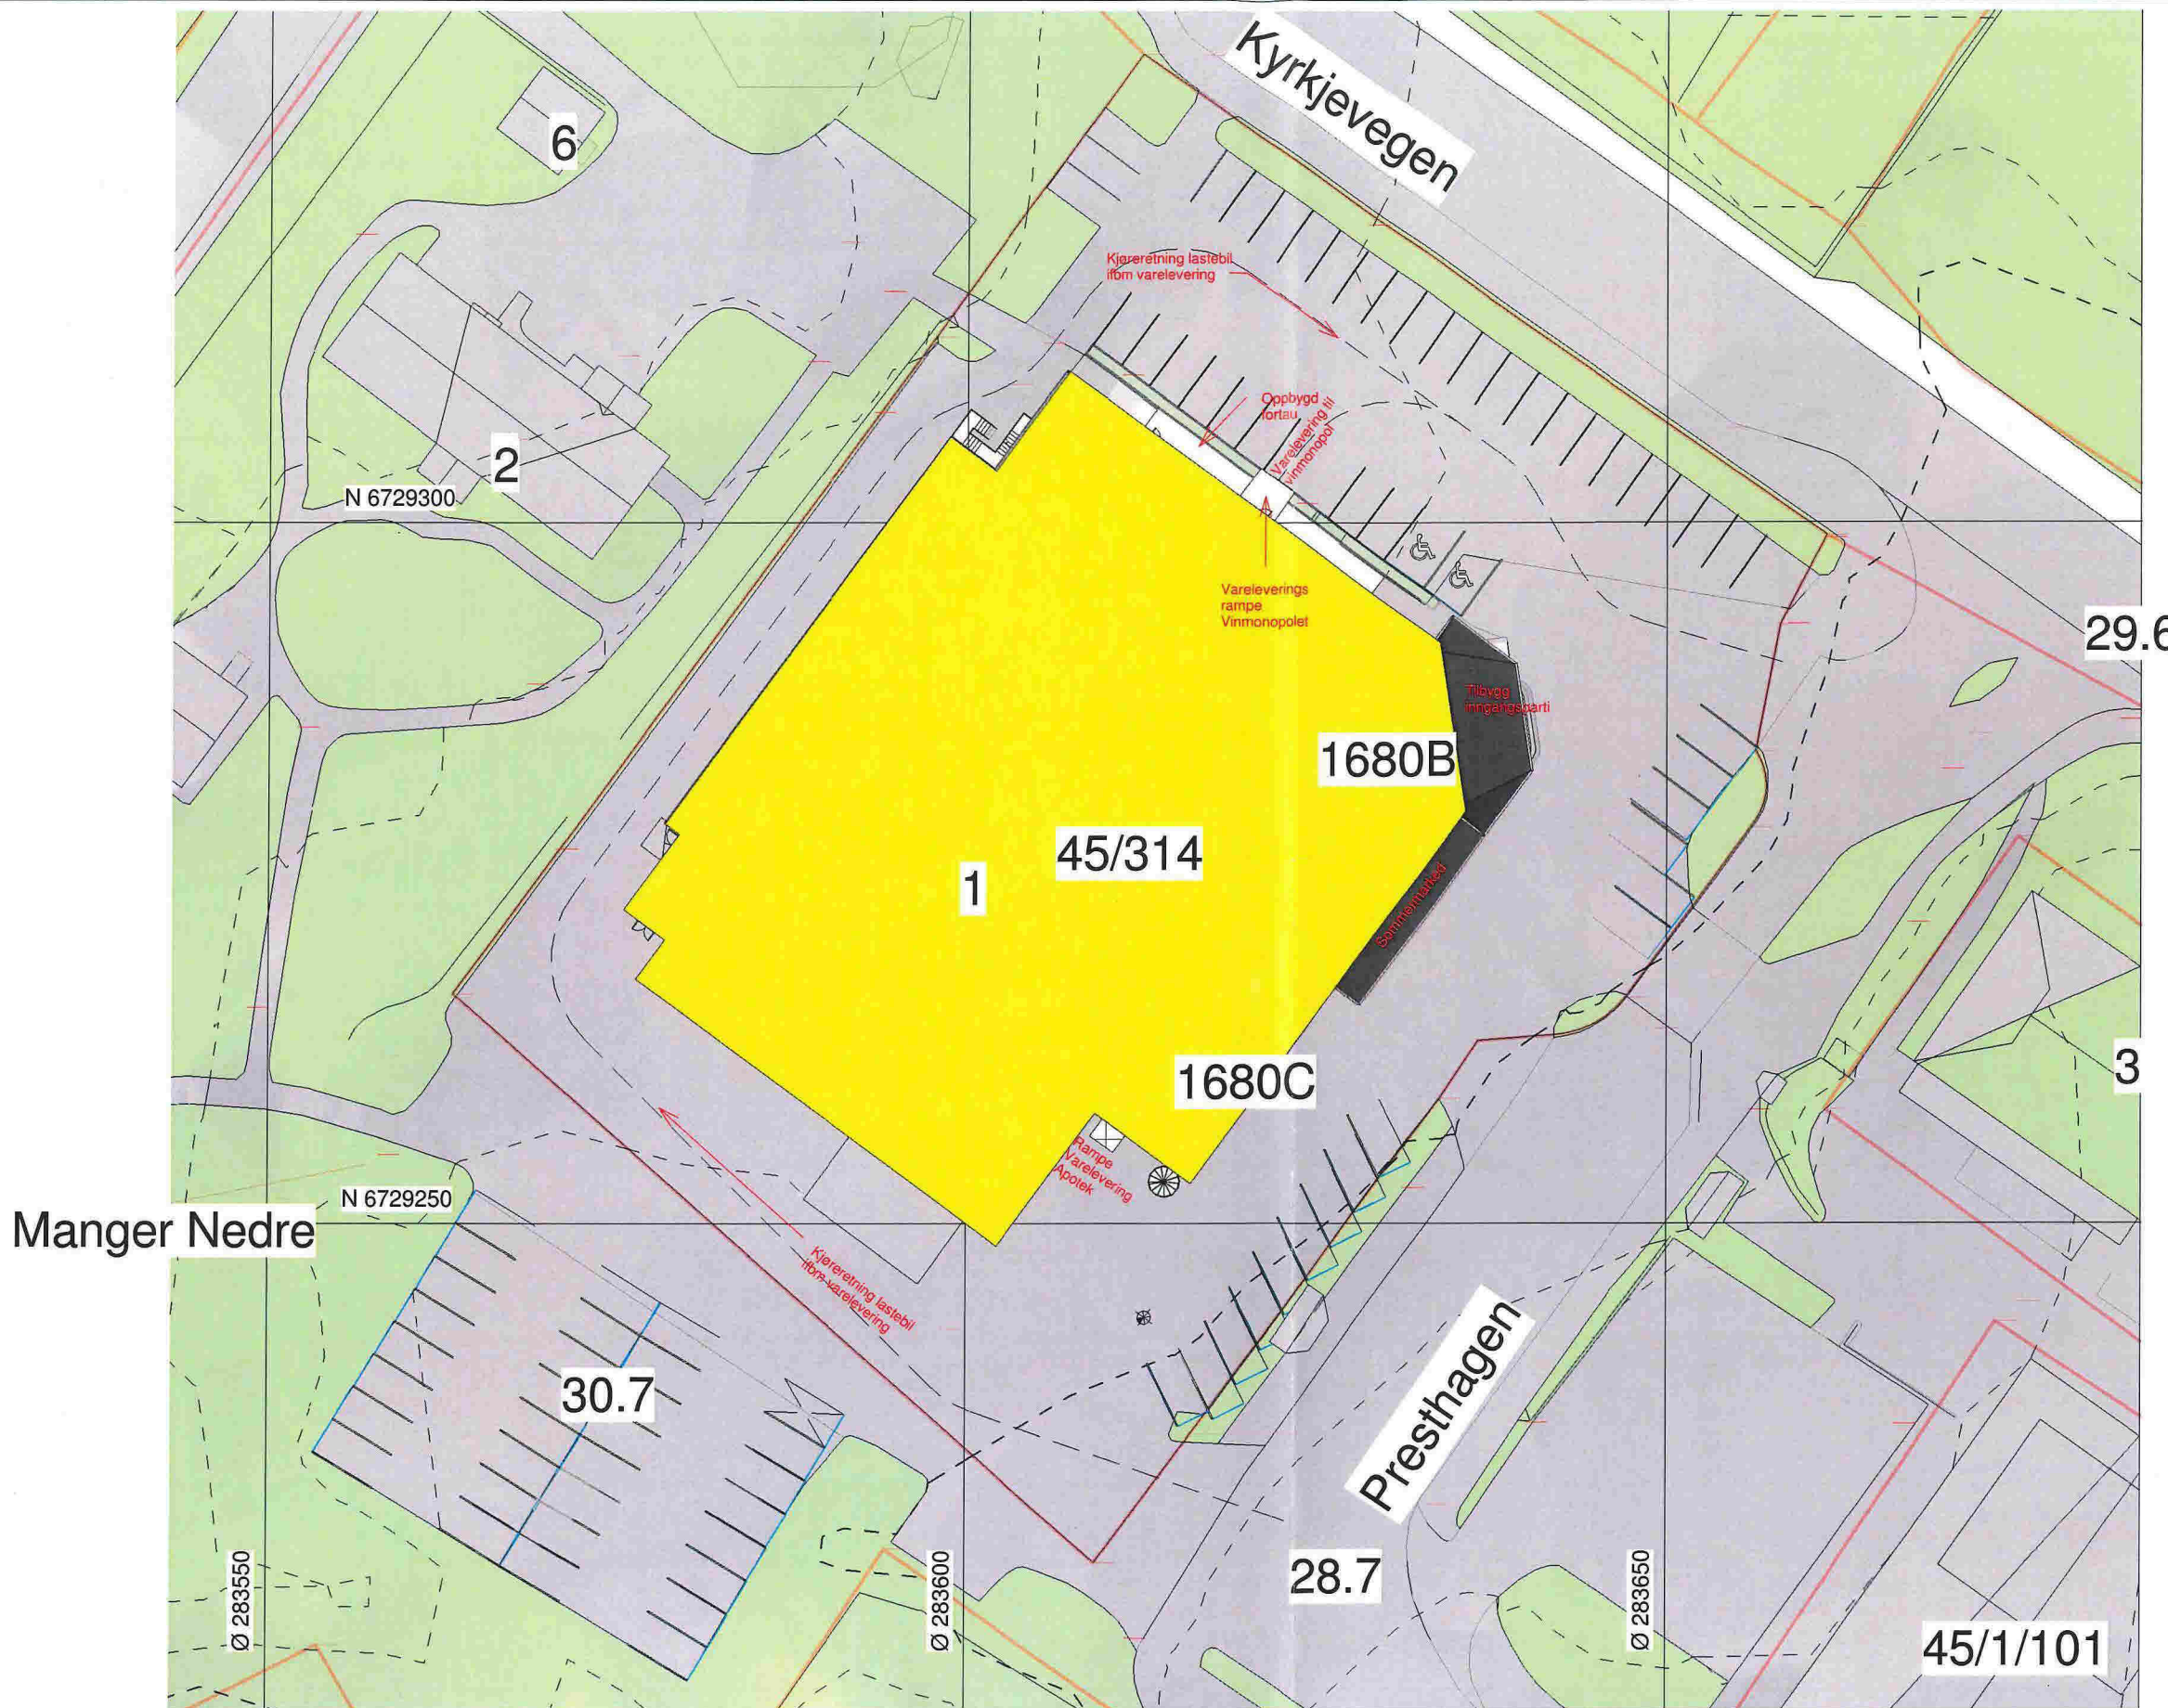 Kyrkjevegen
6
Kjøreretning lastebil
ifbm varelevering
Oppbygd
fortau
Varelevering til
vinmonopol
2
N 6729300
Vareleverings
rampe
Vinmonopolet
29.6
Tilbygg
inngangsparti
1680B
45/314
1
Sommermarked
1680C
3
Rampe
Varelevering
Apotek
N 6729250
Manger Nedre
Kjøreretning lastebil
ifbm varelevering
30.7
Presthagen
28.7
Ø 283550
Ø 283600
Ø 283650
45/1/101